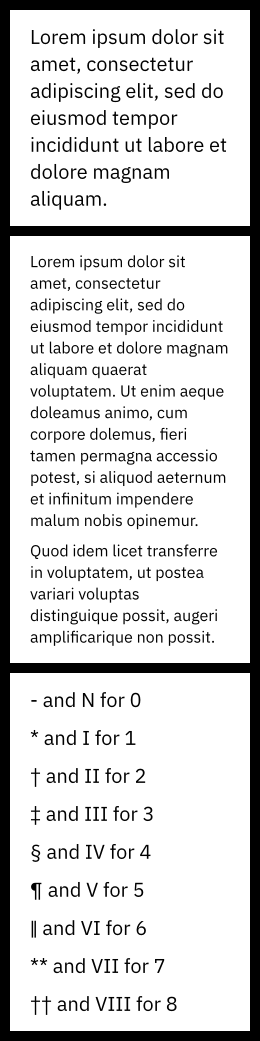 Lorem ipsum dolor sit
amet, consectetur
adipiscing elit, sed do
eiusmod tempor
incididunt ut labore et
dolore magnam
aliquam.
Lorem ipsum dolor sit
amet, consectetur
adipiscing elit, sed do
eiusmod tempor incididunt
ut labore et dolore magnam
aliquam quaerat
voluptatem. Ut enim aeque
doleamus animo, cum
corpore dolemus, fieri
tamen permagna accessio
potest, si aliquod aeternum
et infinitum impendere
malum nobis opinemur.
Quod idem licet transferre
in voluptatem, ut postea
variari voluptas
distinguique possit, augeri
amplificarique non possit.
- and N for 0
* and I for 1
† and II for 2
‡ and III for 3
§ and IV for 4
¶ and V for 5
‖ and VI for 6
** and VII for 7
†† and VIII for 8